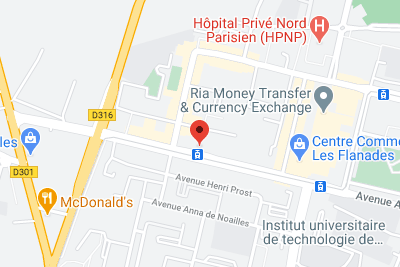 Hôpital Privé Nord
Parisien (HPNP)
Ria Money Transfer
& Currency Exchange
D316
les
Centre Comme
Les Flanades
D301
McDonald's
Avenue Henri Prost
Avenue Anna de Noailles
Avenue A
Institut universitaire
de technologie de...